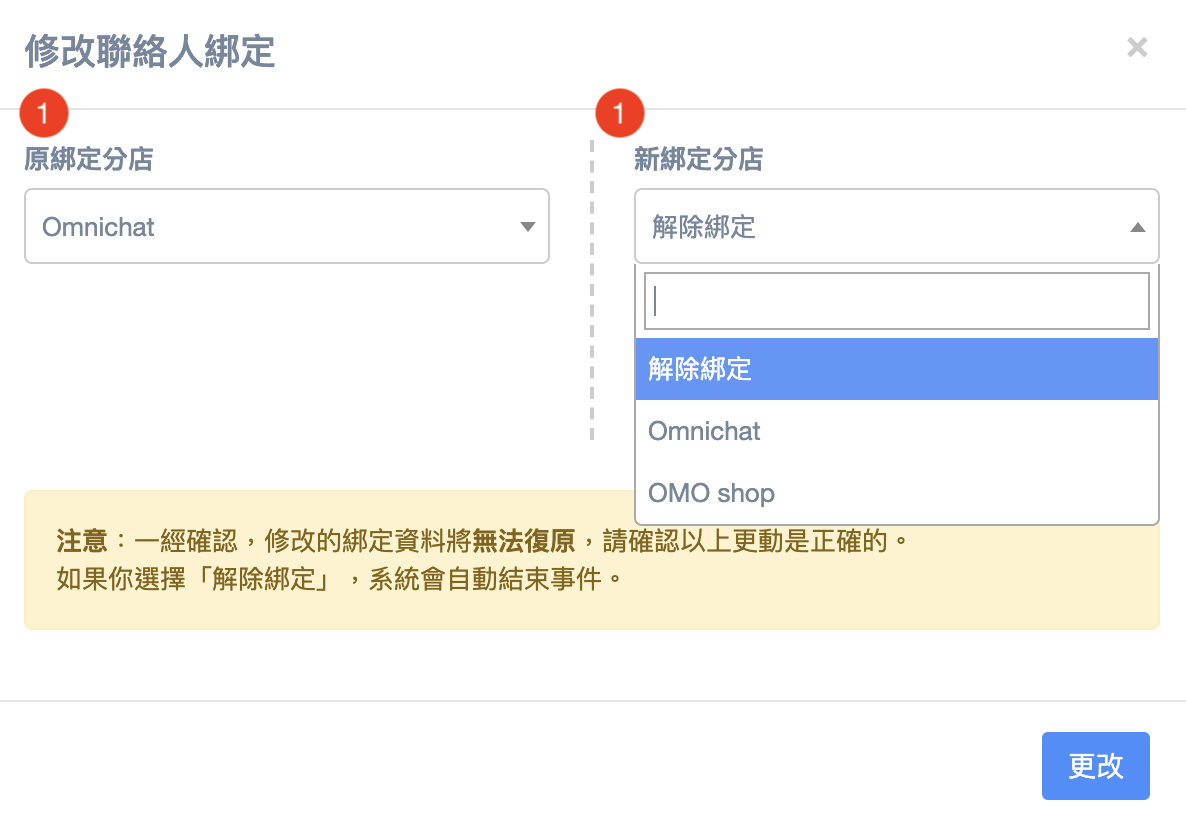 修改聯絡人綁定
×
1
原綁定分店
Omnichat
1
新綁定分店
解除綁定
解除綁定
Omnichat
OMO shop
注意：一經確認，修改的綁定資料將無法復原，請確認以上更動是正確的。
如果你選擇「解除綁定」，系統會自動結束事件。
更改